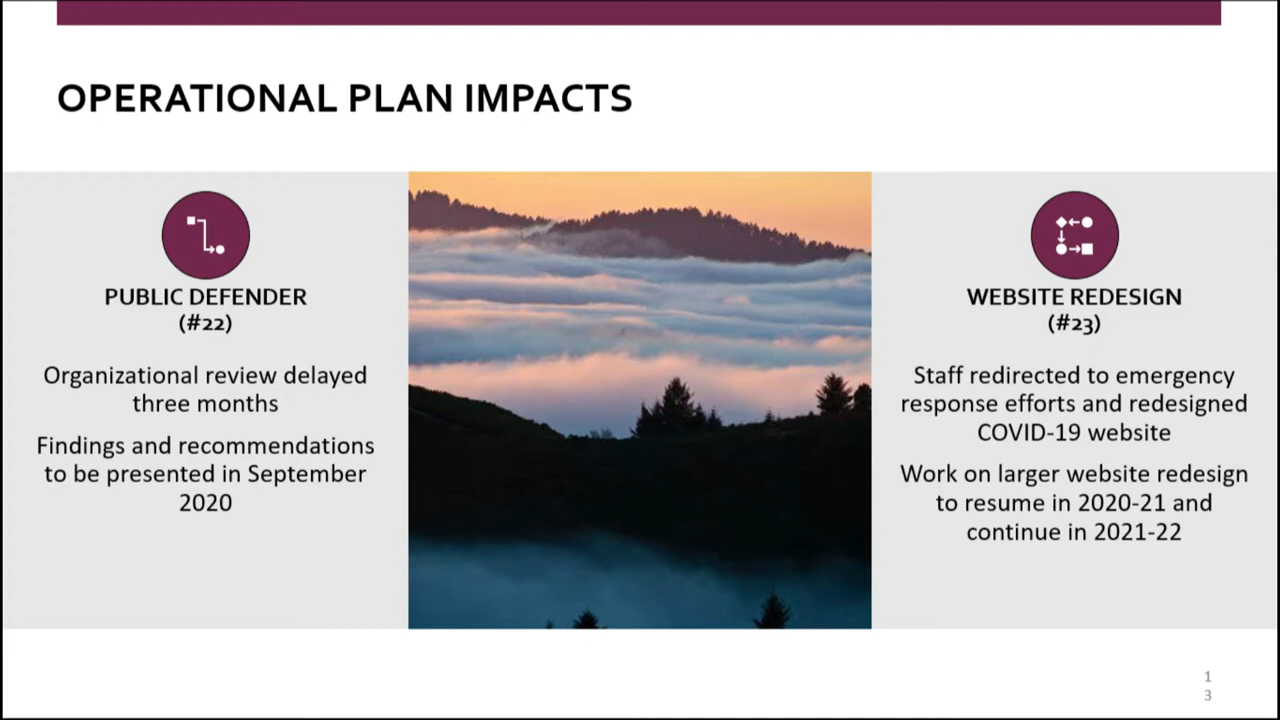 OPERATIONAL PLAN IMPACTS
PUBLIC DEFENDER
(#22)
Organizational review delayed
three months
Findings and recommendations
to be presented in September
2020
WEBSITE REDESIGN
(#23)
Staff redirected to emergency
response efforts and redesigned
COVID-19 website
Work on larger website redesign
to resume in 2020-21 and
continue in 2021-22
1
3